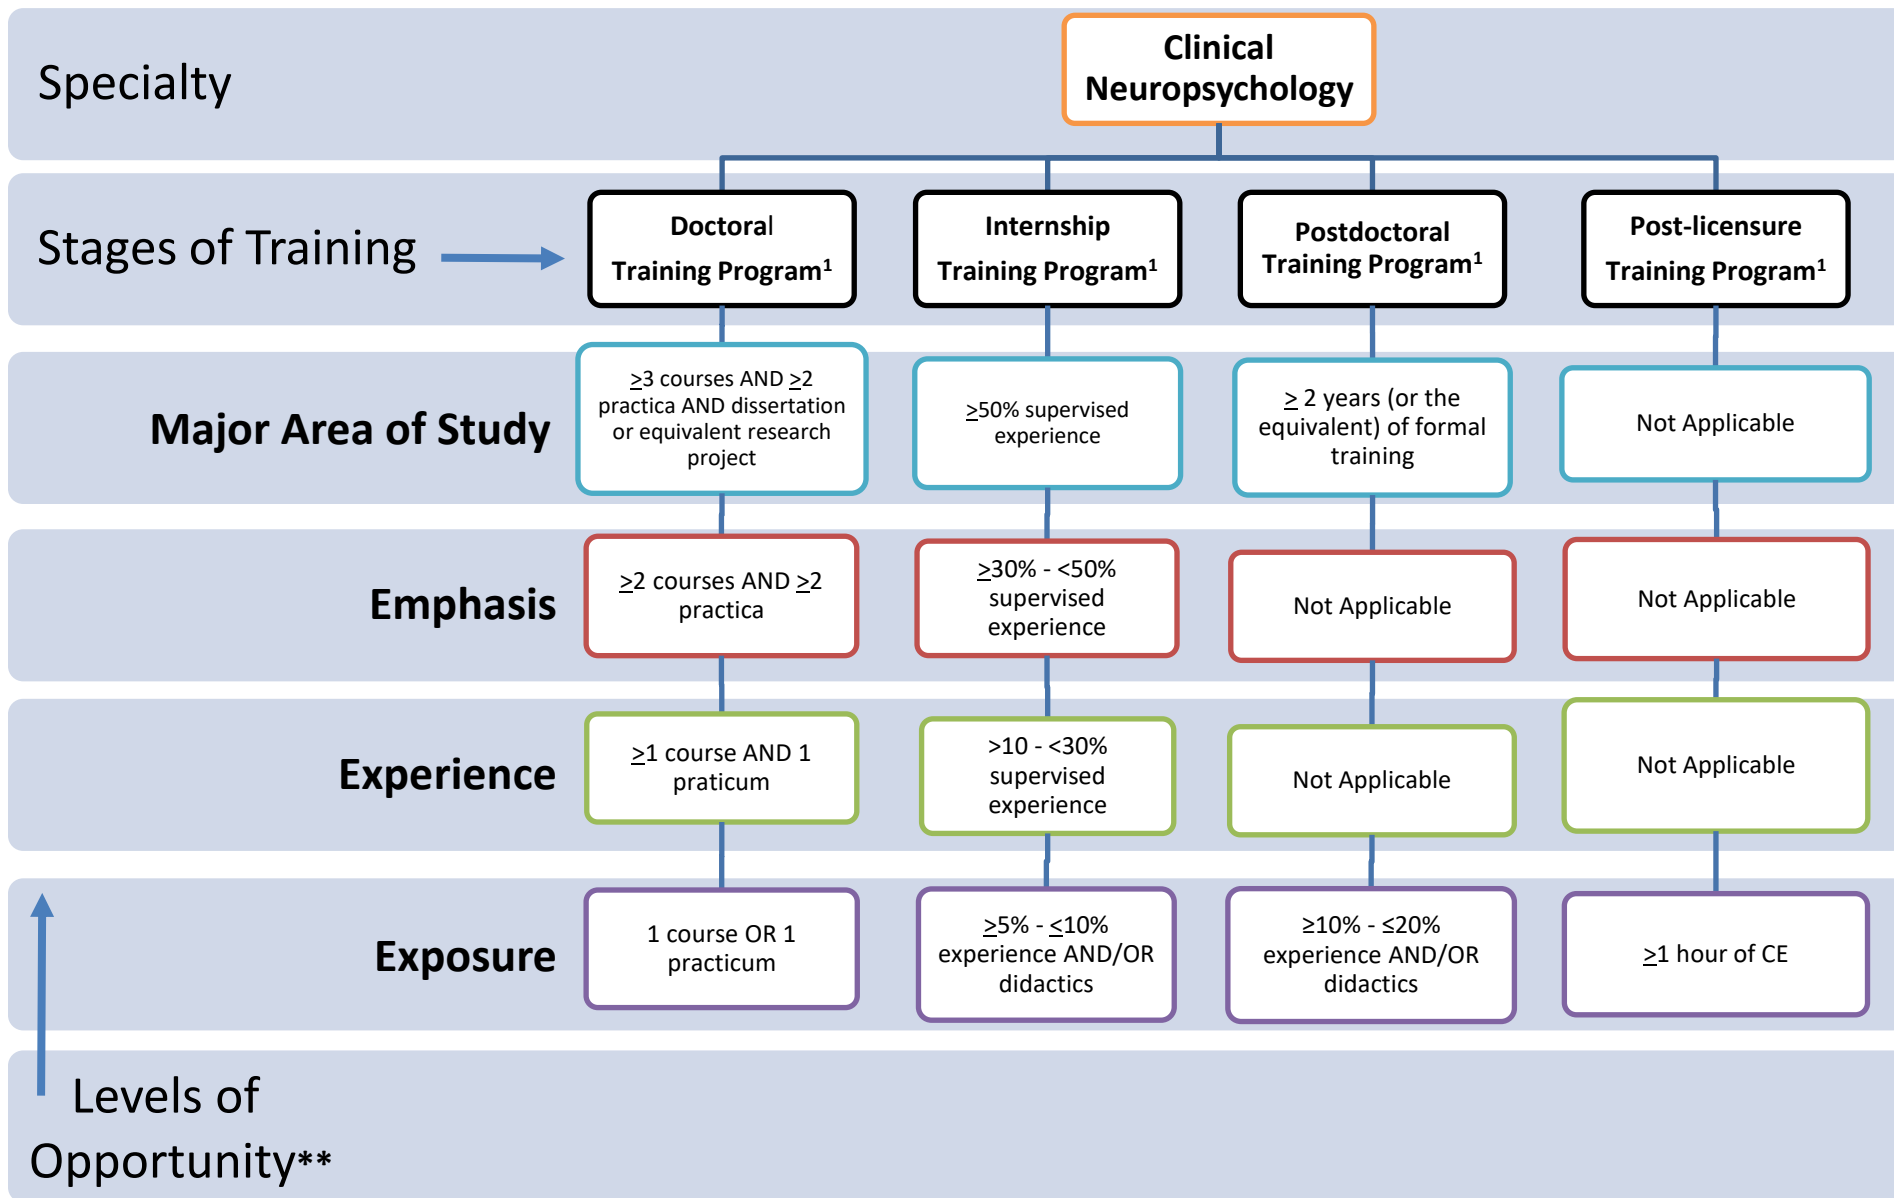 Specialty
Clinical
Neuropsychology
Stages of Training
Doctoral
Training Program¹
Internship
Training Program¹
Postdoctoral
Training Program¹
Post-licensure
Training Program¹
Major Area of Study
≥3 courses AND ≥2
practica AND dissertation
or equivalent research
project
≥50% supervised
experience
≥ 2 years (or the
equivalent) of formal
training
Not Applicable
Emphasis
≥2 courses AND ≥2
practica
≥30% - <50%
supervised
experience
Not Applicable
Not Applicable
Experience
≥1 course AND 1
praticum
>10 - <30%
supervised
experience
Not Applicable
Not Applicable
Exposure
1 course OR 1
practicum
≥5% - ≤10%
experience AND/OR
didactics
≥10% - ≤20%
experience AND/OR
didactics
≥1 hour of CE
Levels of
Opportunity**